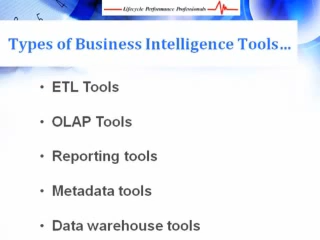 Lifecycle Performance Professionals
Types of Business Intelligence Tools...
• ETL Tools
• OLAP Tools
• Reporting tools
• Metadata tools
• Data warehouse tools